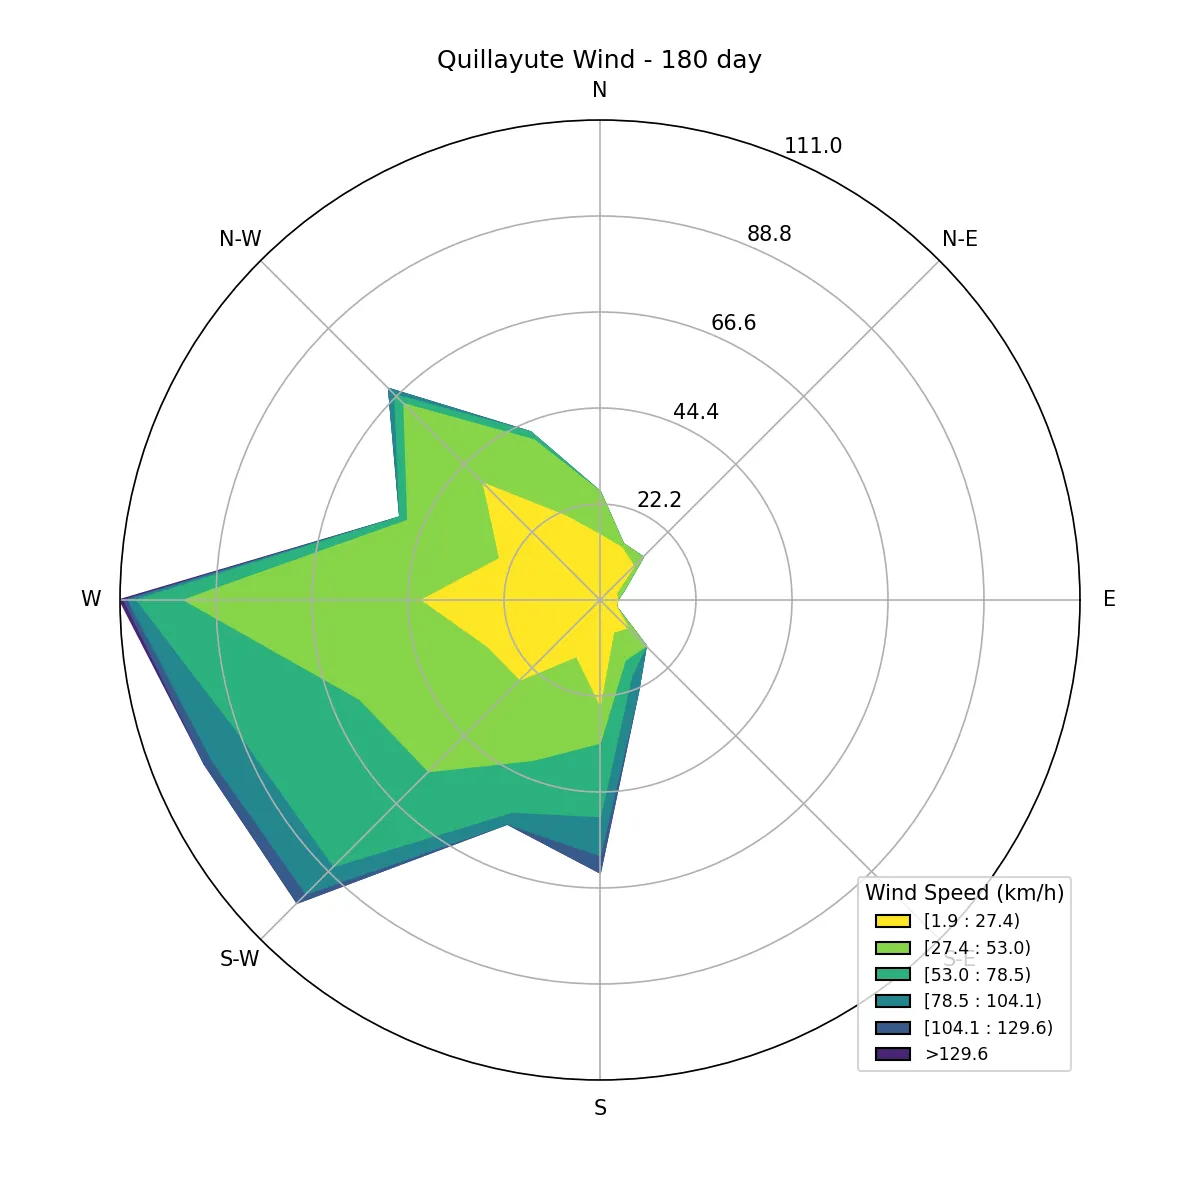 Quillayute Wind - 180 day
N
111.0
N-W
88.8
N-E
66.6
44.4
22.2
W
E
S-W
S-E
S
Wind Speed (km/h)
[1.9 : 27.4)
[27.4 : 53.0)
[53.0 : 78.5)
[78.5 : 104.1)
[104.1 : 129.6)
>129.6